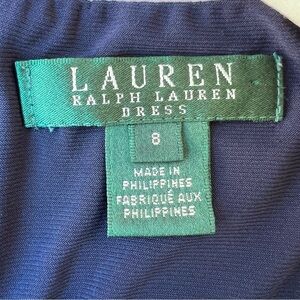 LAUREN
RALPH LAUREN
DRESS
8
MADE IN
PHILIPPINES
FABRIQUÉ AUX
PHILIPPINES